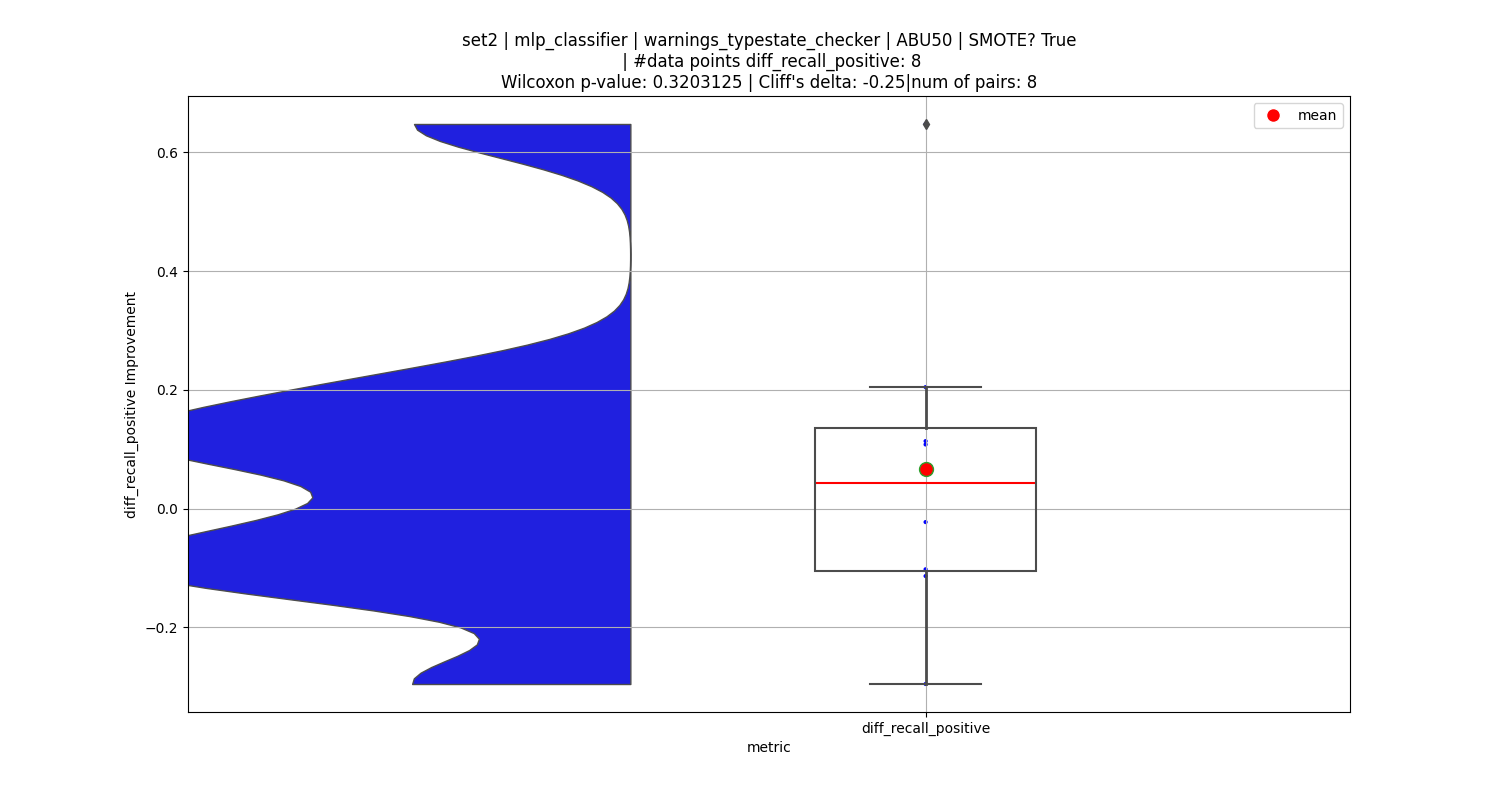 set2 | mlp_classifier | warnings_typestate_checker | ABU50 | SMOTE? True
| #data points diff_recall_positive: 8
Wilcoxon p-value: 0.3203125 | Cliff's delta: -0.25|num of pairs: 8
mean
0.6
0.4
0.2
0.0
−0.2
diff_recall_positive Improvement
diff_recall_positive
metric